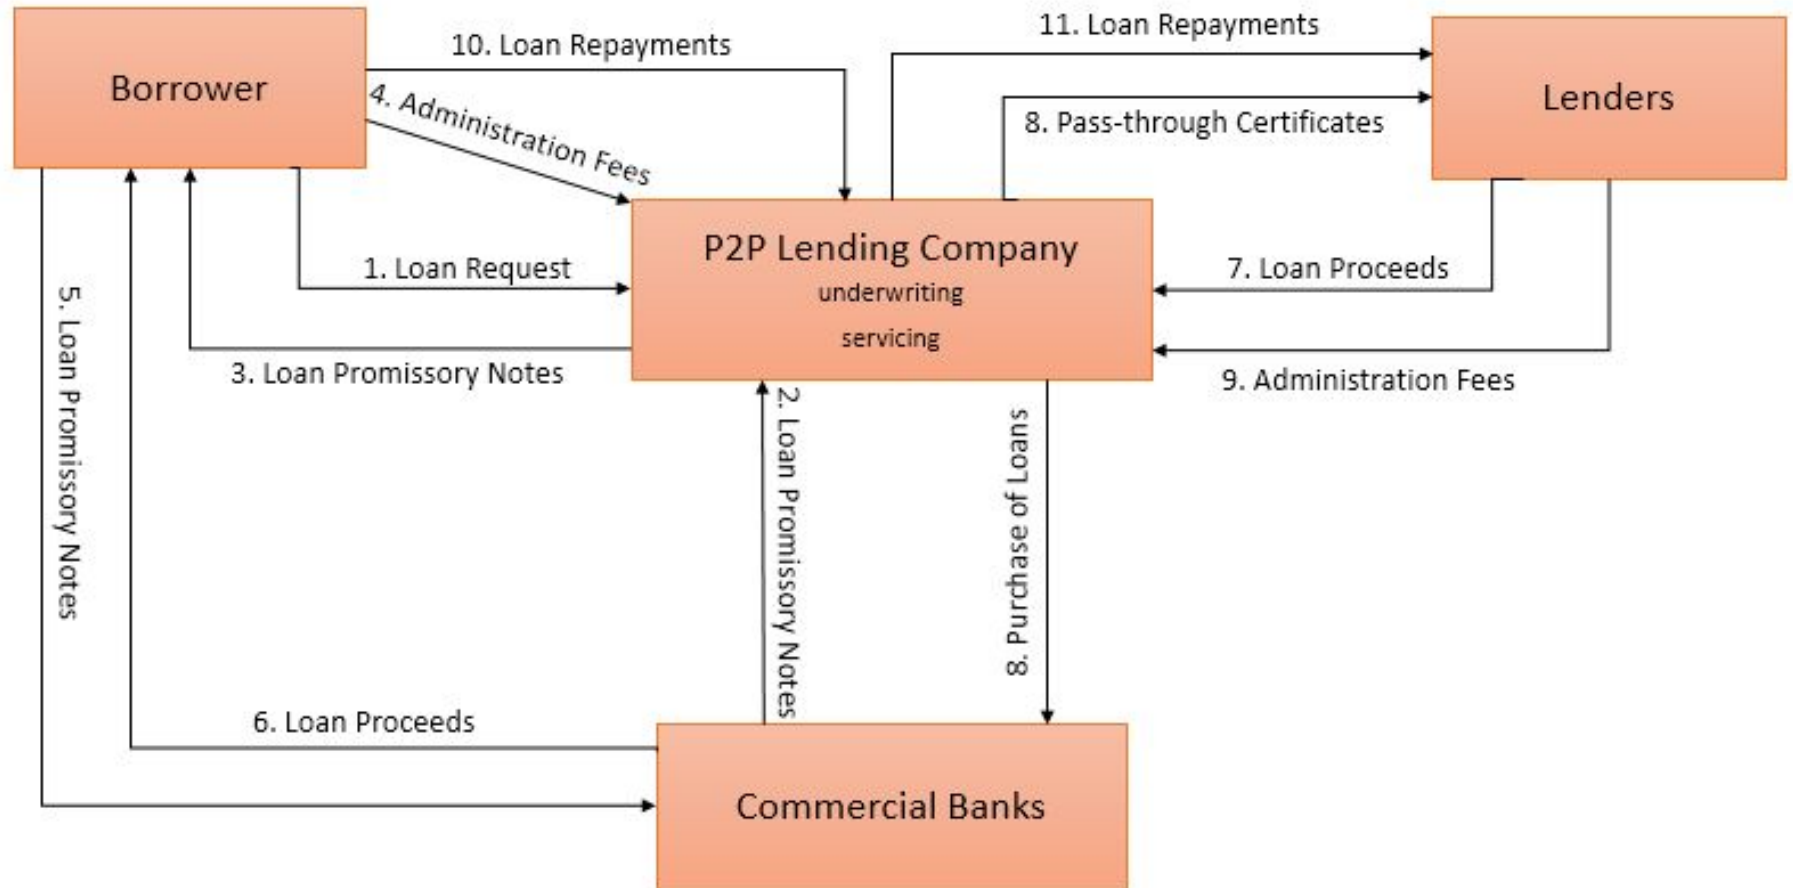 11. Loan Repayments
10. Loan Repayments
Borrower
Lenders
4. Administration Fees
8. Pass-through Certificates
P2P Lending Company
underwriting
servicing
1. Loan Request
7. Loan Proceeds
3. Loan Promissory Notes
9. Administration Fees
5. Loan Promissory Notes
2. Loan Promissory Notes
8. Purchase of Loans
6. Loan Proceeds
Commercial Banks